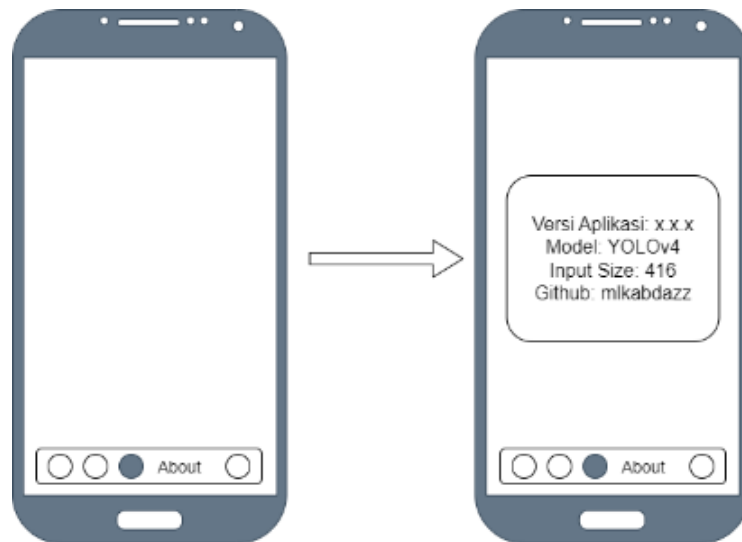 About
Versi Aplikasi: x.x.x
Model: YOLOv4
Input Size: 416
Github: mlkabdazz
About